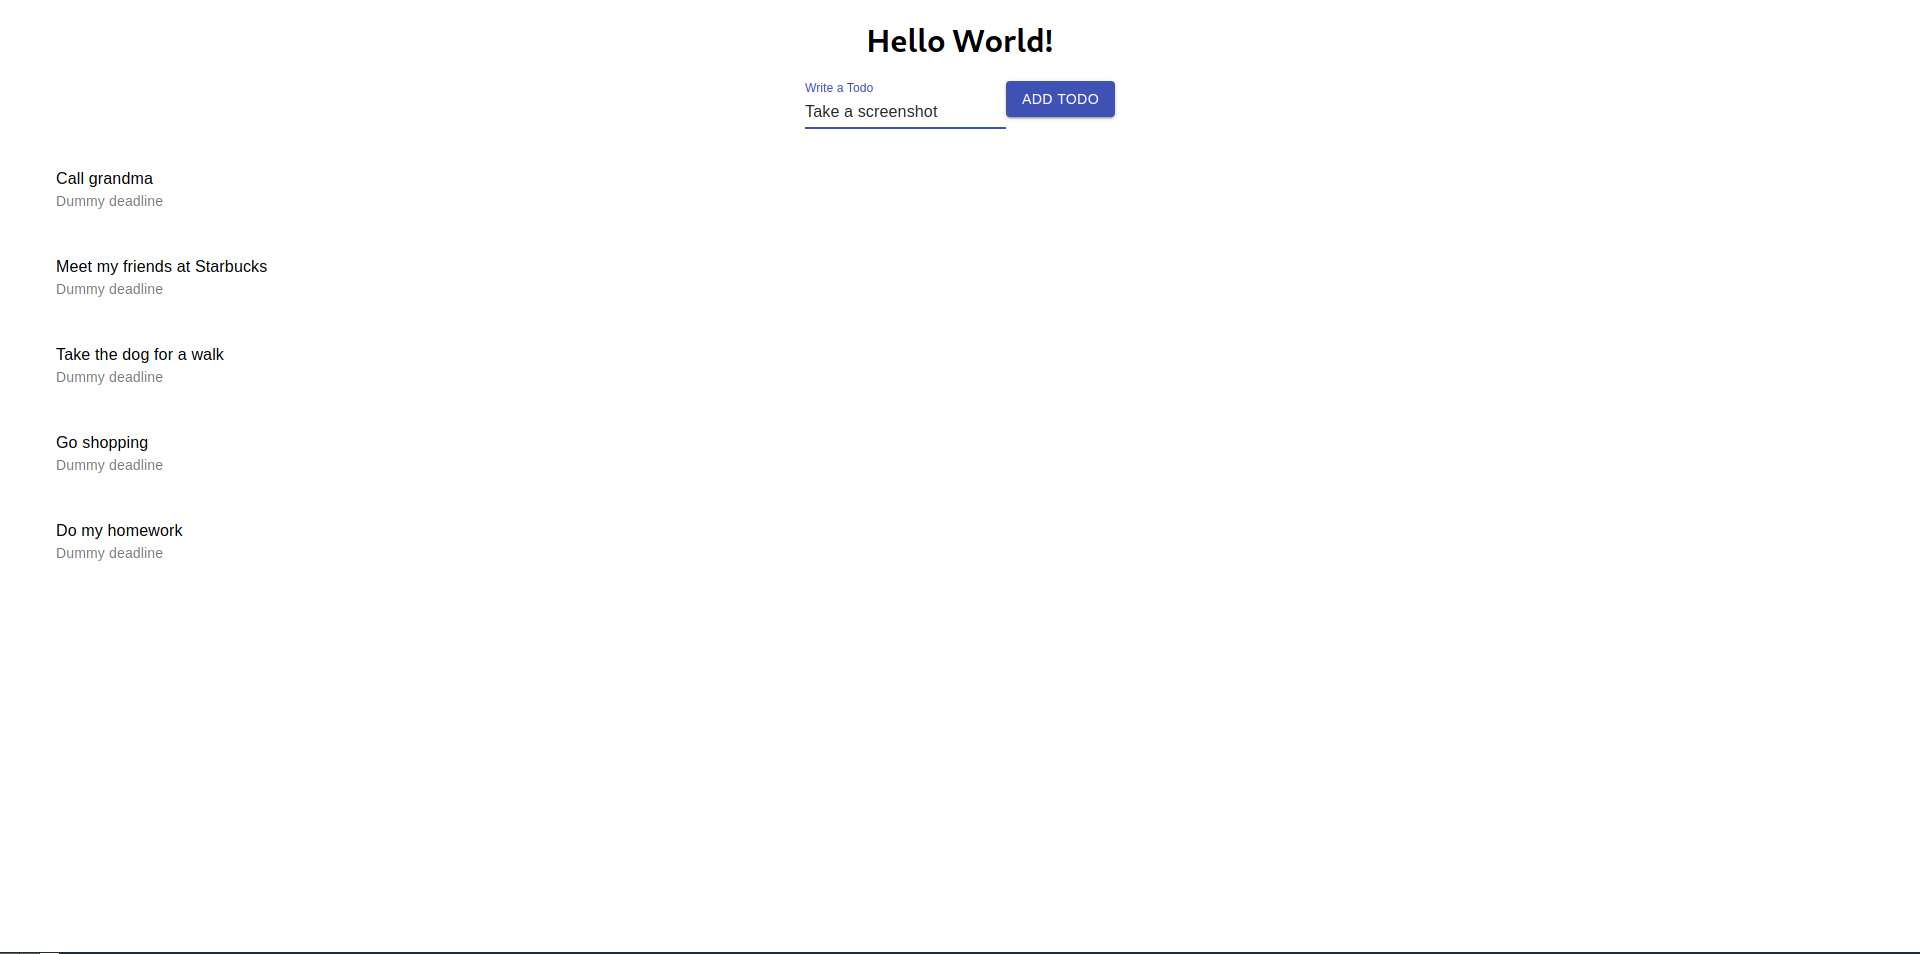 Hello World!
Write a Todo
Take a screenshot
ADD TODO
Call grandma
Dummy deadline
Meet my friends at Starbucks
Dummy deadline
Take the dog for a walk
Dummy deadline
Go shopping
Dummy deadline
Do my homework
Dummy deadline